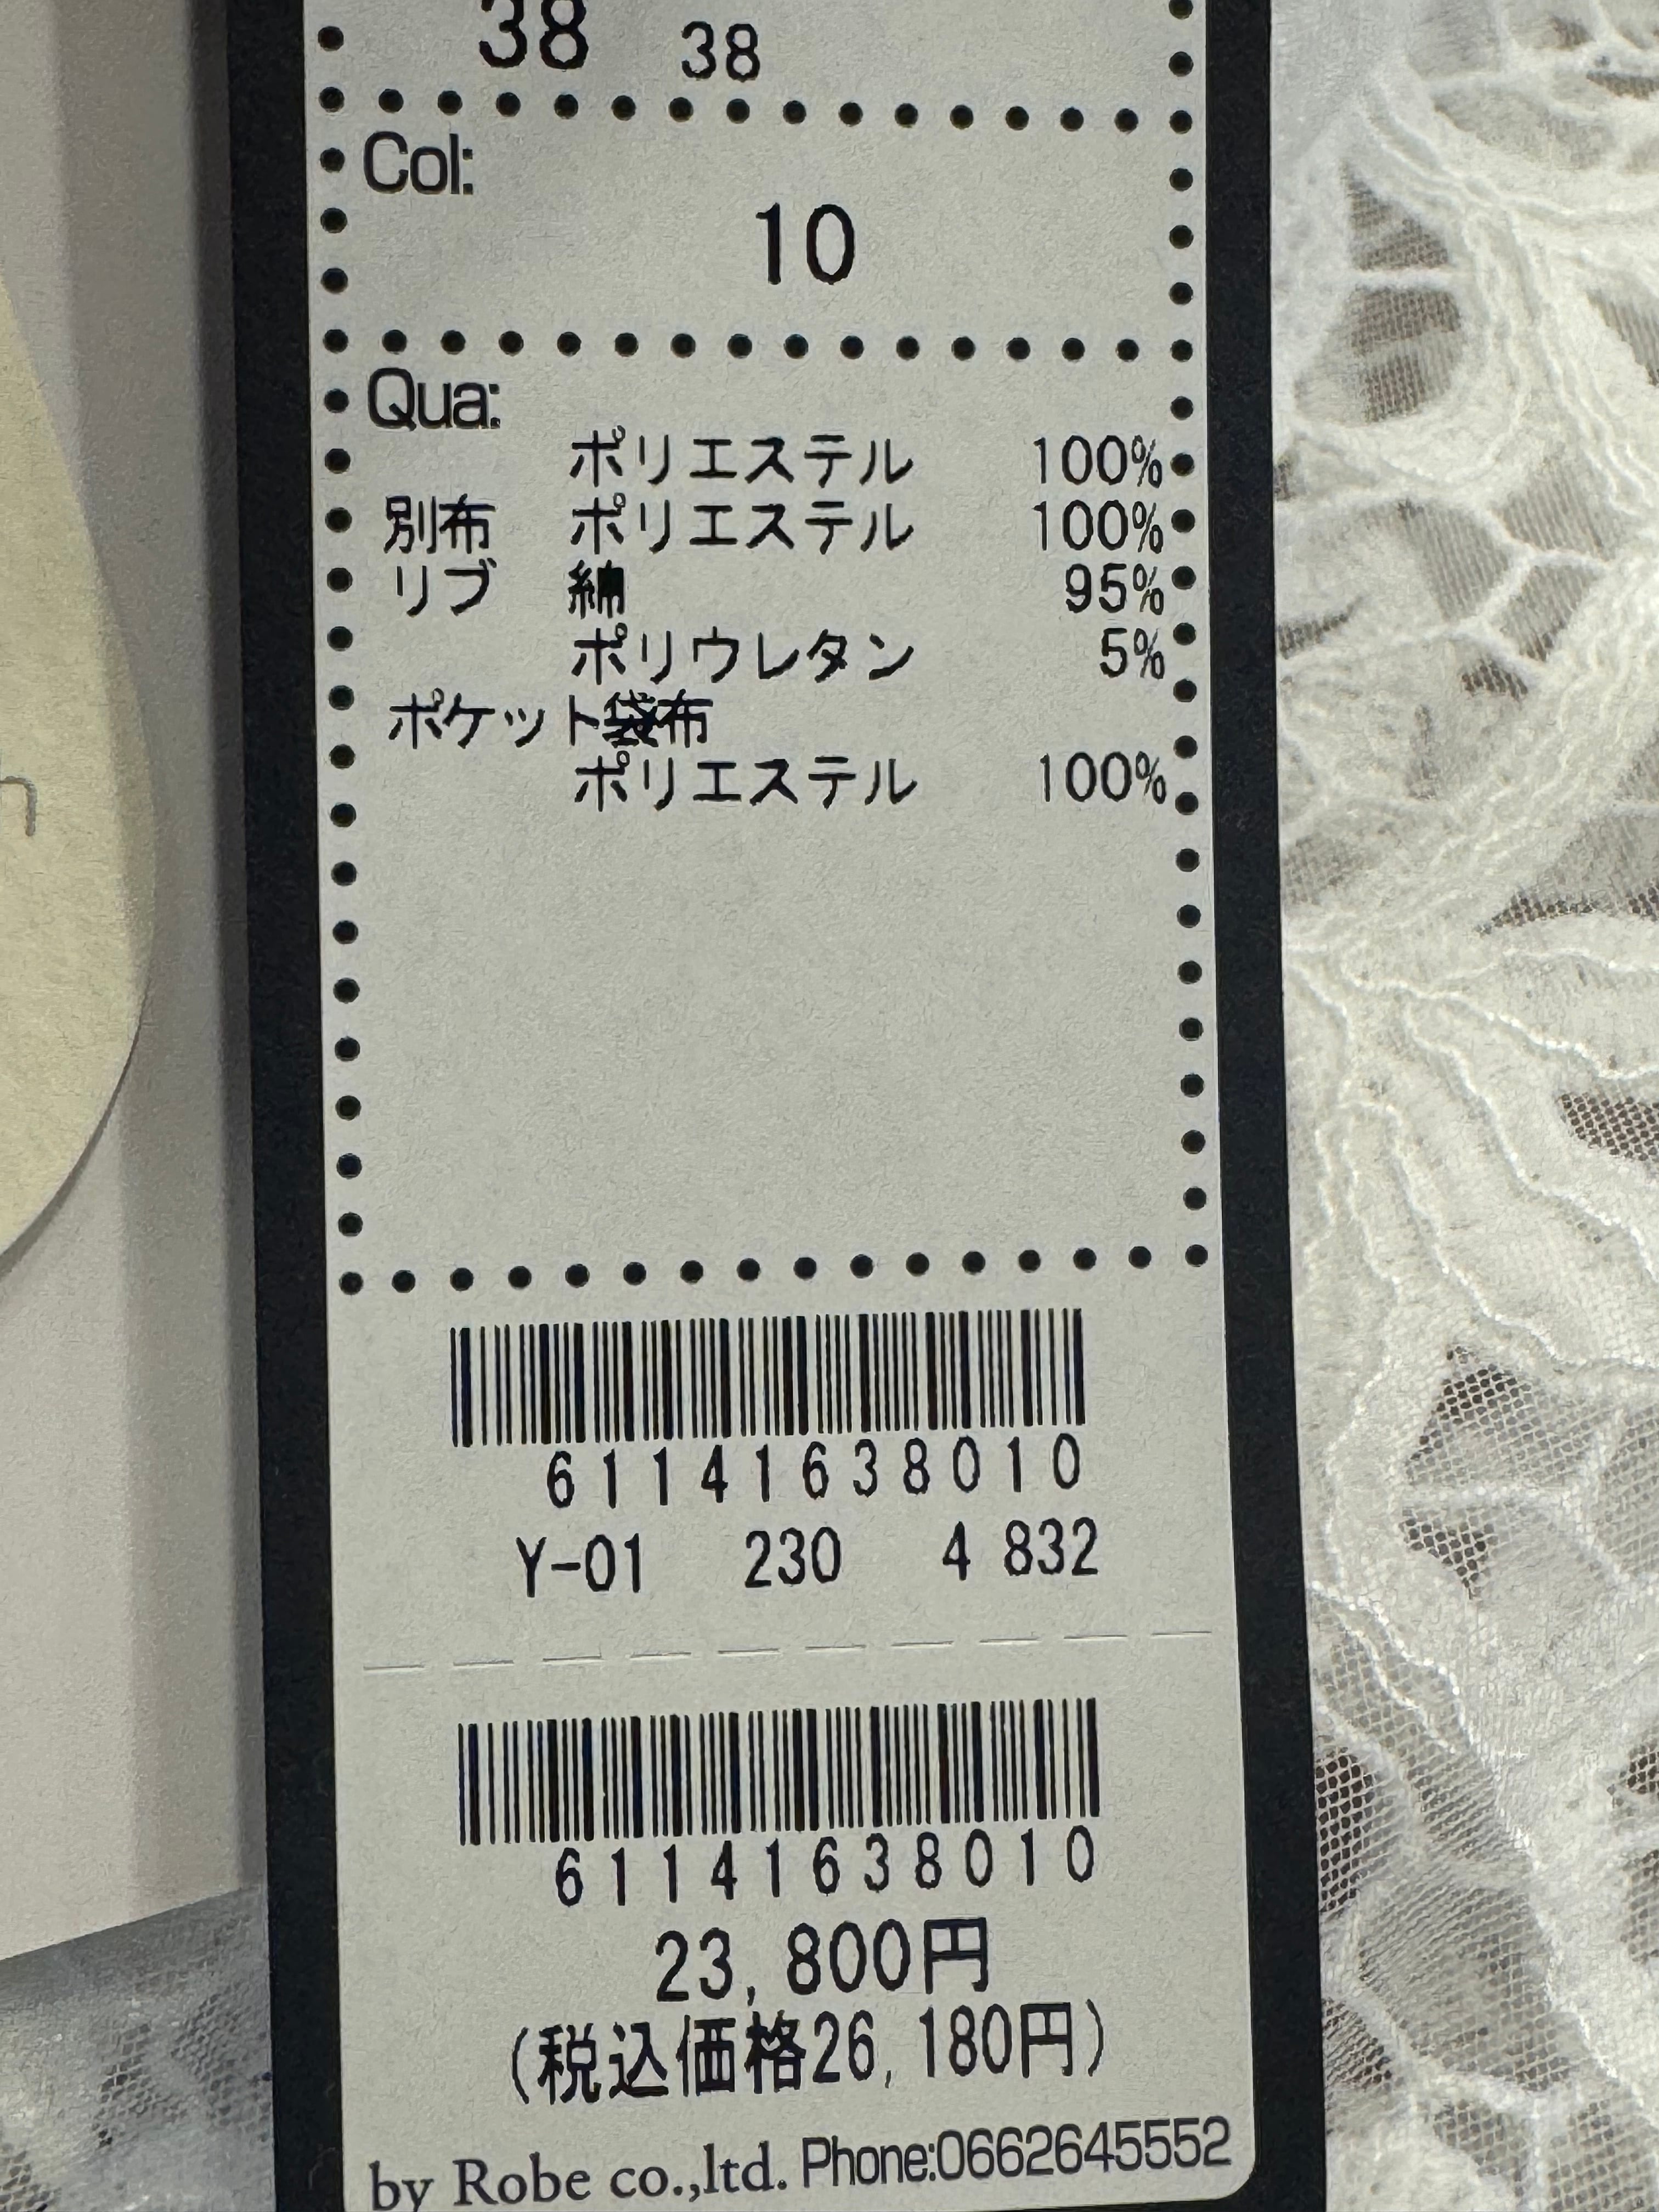 38 38
Col:
10
Qua:
ポリエステル 100%
別布 ポリエステル 100%
リブ 綿 95%
ポリウレタン 5%
ポケット袋布
ポリエステル 100%
61141638010
Y-01 230 4 832
61141638010
23,800円
(税込価格26,180円)
by Robe co.,ltd. Phone:0662645552